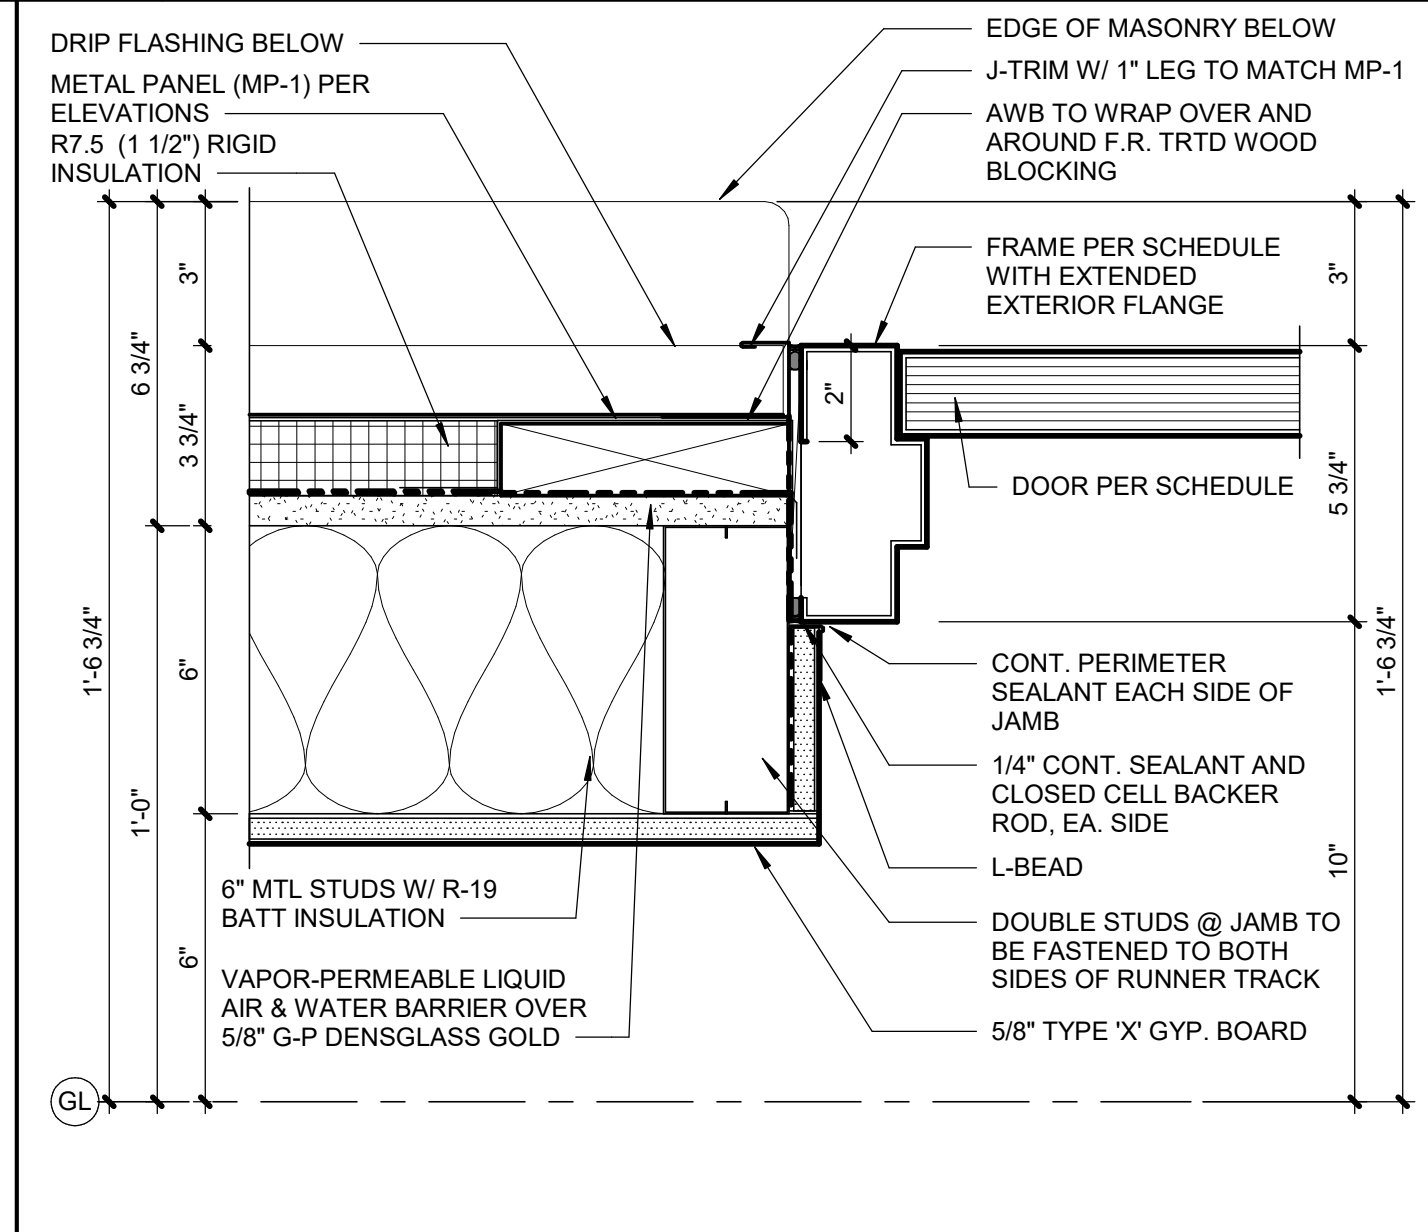 DRIP FLASHING BELOW
METAL PANEL (MP-1) PER
ELEVATIONS
R7.5 (1 1/2") RIGID
INSULATION
EDGE OF MASONRY BELOW
J-TRIM W/ 1" LEG TO MATCH MP-1
AWB TO WRAP OVER AND
AROUND F.R. TRTD WOOD
BLOCKING
FRAME PER SCHEDULE
WITH EXTENDED
EXTERIOR FLANGE
DOOR PER SCHEDULE
CONT. PERIMETER
SEALANT EACH SIDE OF
JAMB
1/4" CONT. SEALANT AND
CLOSED CELL BACKER
ROD, EA. SIDE
L-BEAD
DOUBLE STUDS @ JAMB TO
BE FASTENED TO BOTH
SIDES OF RUNNER TRACK
5/8" TYPE 'X' GYP. BOARD
6" MTL STUDS W/ R-19
BATT INSULATION
VAPOR-PERMEABLE LIQUID
AIR & WATER BARRIER OVER
5/8" G-P DENSGLASS GOLD
1'-6 3/4"
6 3/4"
1'-0"
3"
3 3/4"
6"
6"
2"
3"
5 3/4"
10"
1'-6 3/4"
GL